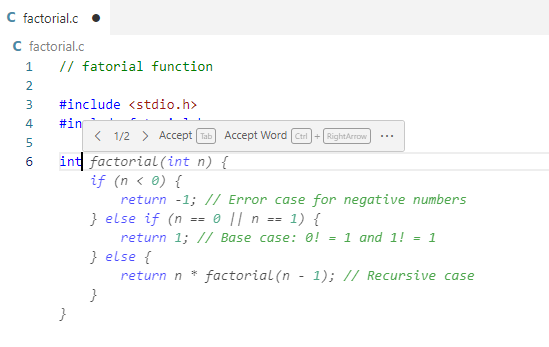 C factorial.c ●
C factorial.c
1 // fatorial function
2
3 #include <stdio.h>
4
< 1/2 > Accept Tab Accept Word Ctrl + RightArrow ...
5
6 int factorial(int n) {
if (n < 0) {
return -1; // Error case for negative numbers
} else if (n == 0 || n == 1) {
return 1; // Base case: 0! = 1 and 1! = 1
} else {
return n * factorial(n - 1); // Recursive case
}
}